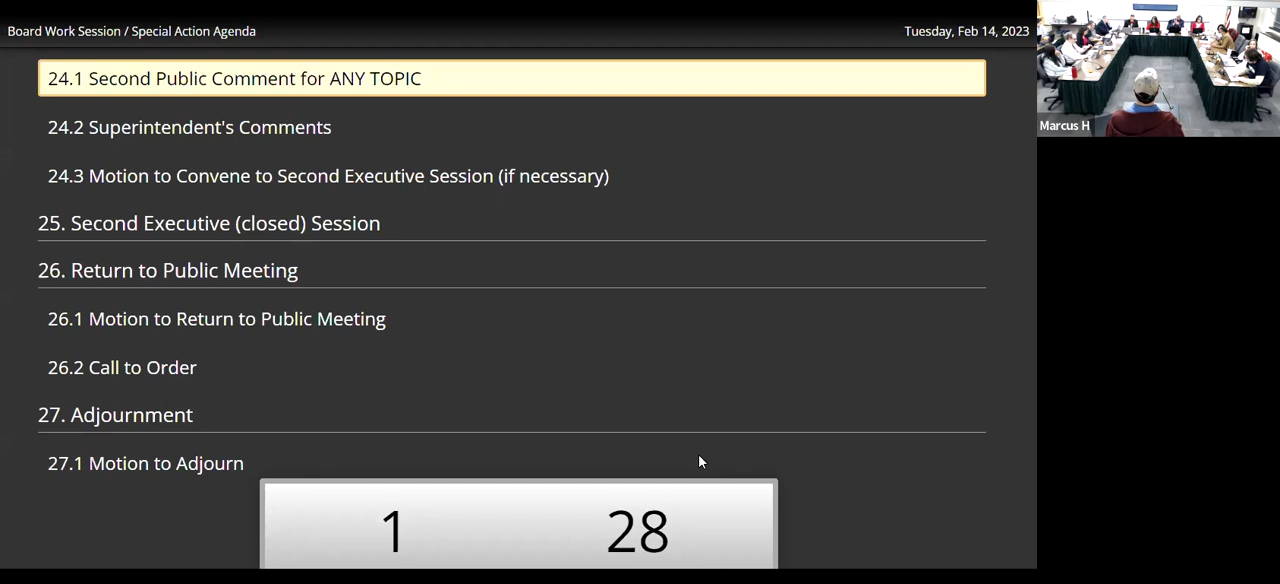 Board Work Session / Special Action Agenda
Tuesday, Feb 14, 2023
24.1 Second Public Comment for ANY TOPIC
24.2 Superintendent's Comments
24.3 Motion to Convene to Second Executive Session (if necessary)
25. Second Executive (closed) Session
26. Return to Public Meeting
26.1 Motion to Return to Public Meeting
26.2 Call to Order
27. Adjournment
27.1 Motion to Adjourn
1 28
Marcus H